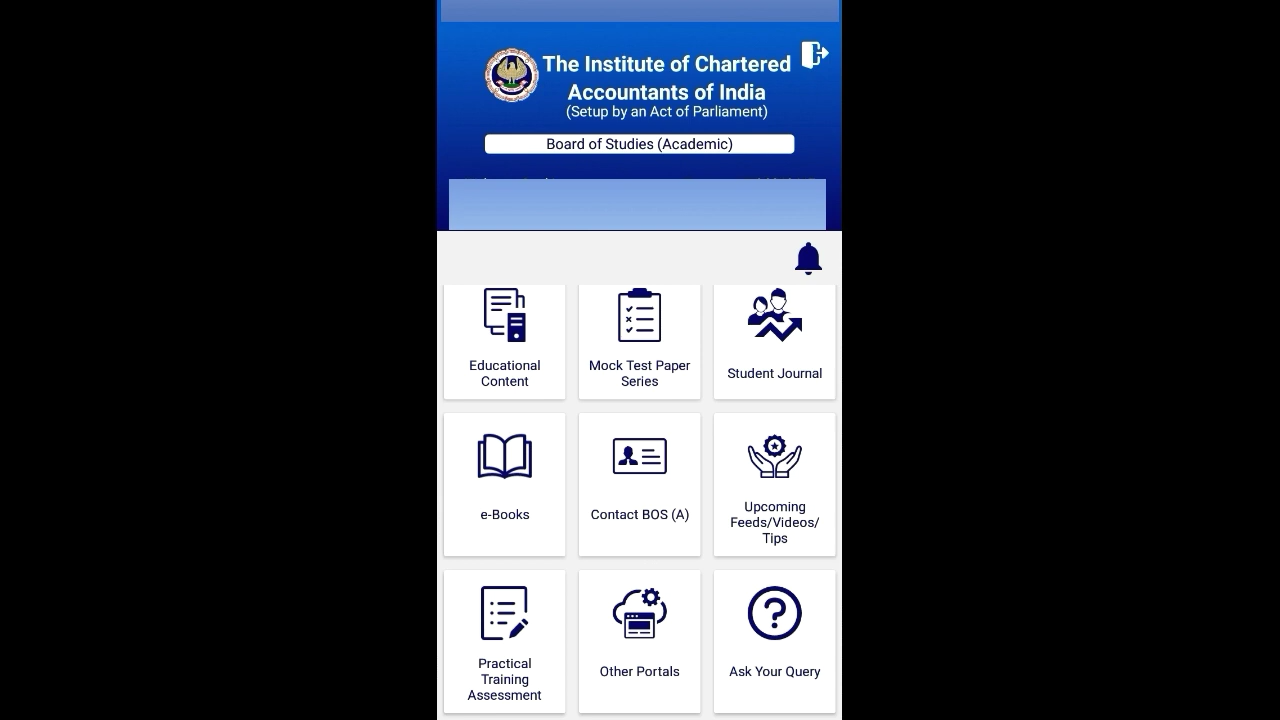 The Institute of Chartered
Accountants of India
(Setup by an Act of Parliament)
Board of Studies (Academic)
Educational
Content
Mock Test Paper
Series
Student Journal
e-Books
Contact BOS (A)
Upcoming
Feeds/Videos/
Tips
Practical
Training
Assessment
Other Portals
Ask Your Query